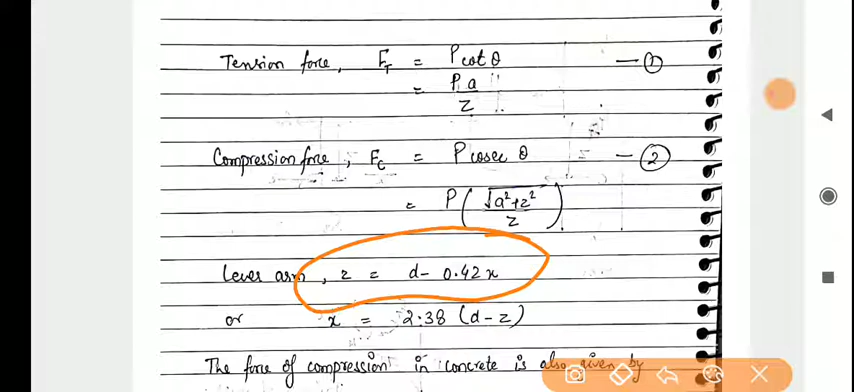 Tension force, F_T = P cot θ — ①
= P a / z
Compression force, F_c = P cosec θ — ②
= P ( √a²+z² / z )
Lever arm, z = d - 0.42x
or x = 2.38 (d-z)
The force of compression in concrete is also given by